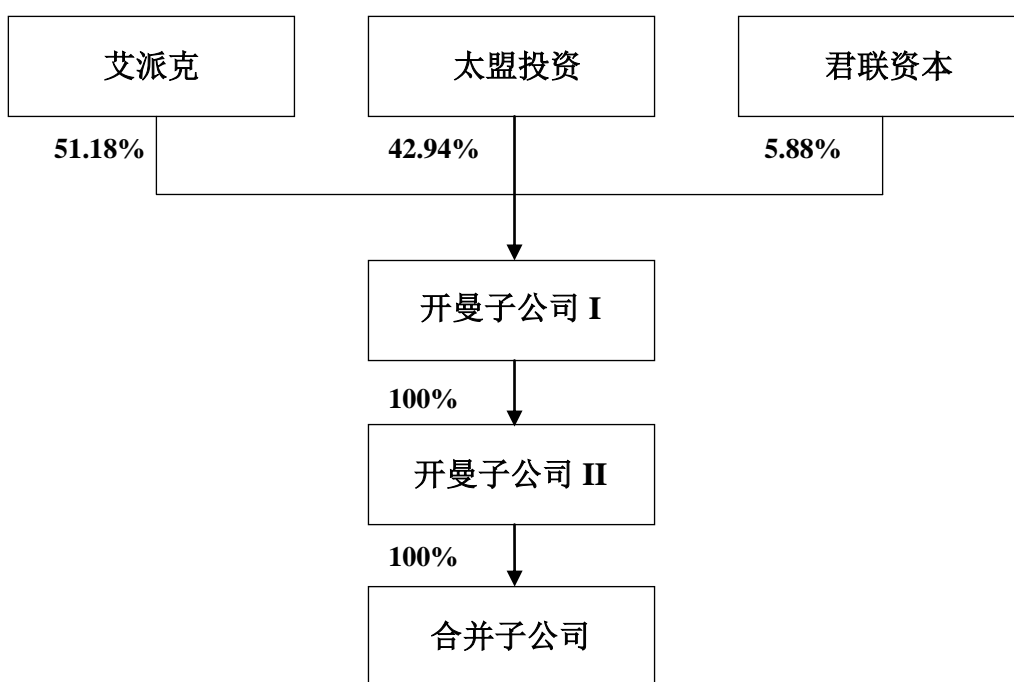 艾派克
太盟投资
君联资本
51.18%
42.94%
5.88%
开曼子公司 I
100%
开曼子公司 II
100%
合并子公司